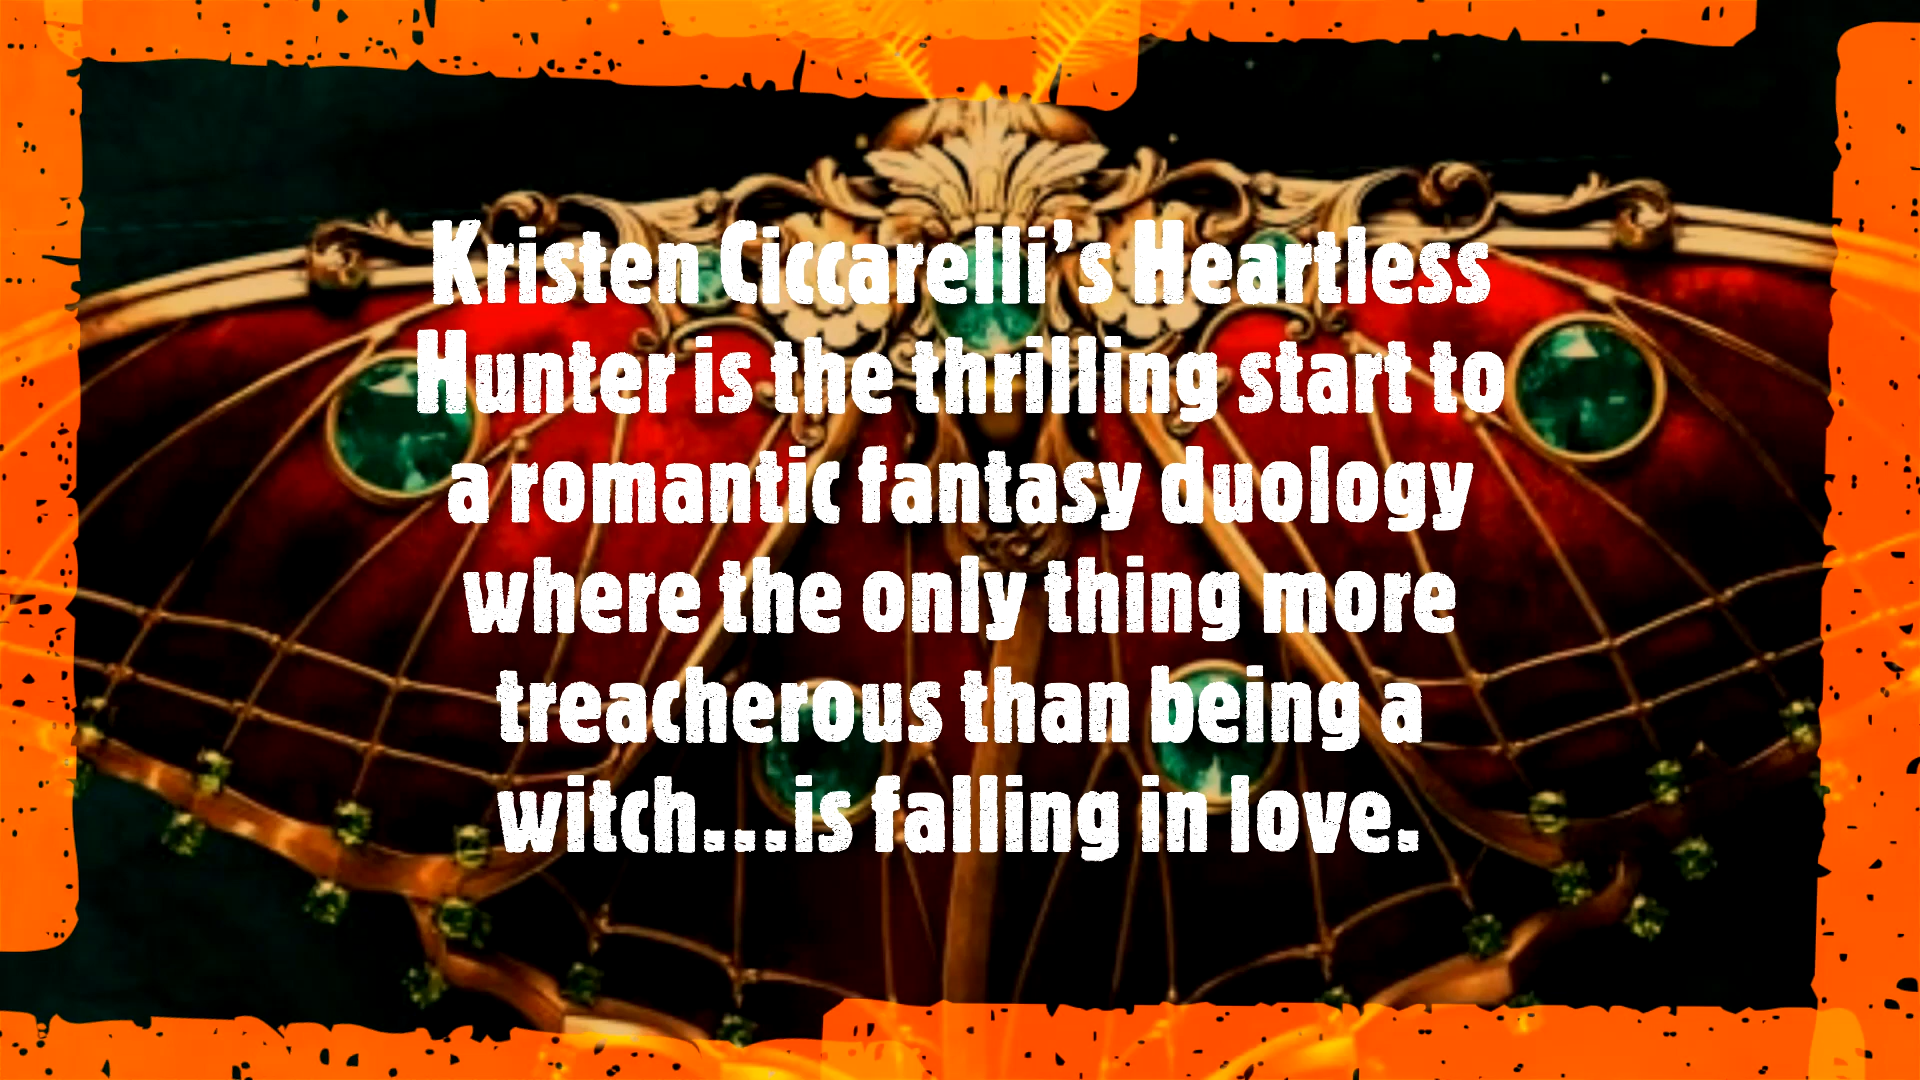 Kristen Ciccarelli’s Heartless
Hunter is the thrilling start to
a romantic fantasy duology
where the only thing more
treacherous than being a
witch...is falling in love.